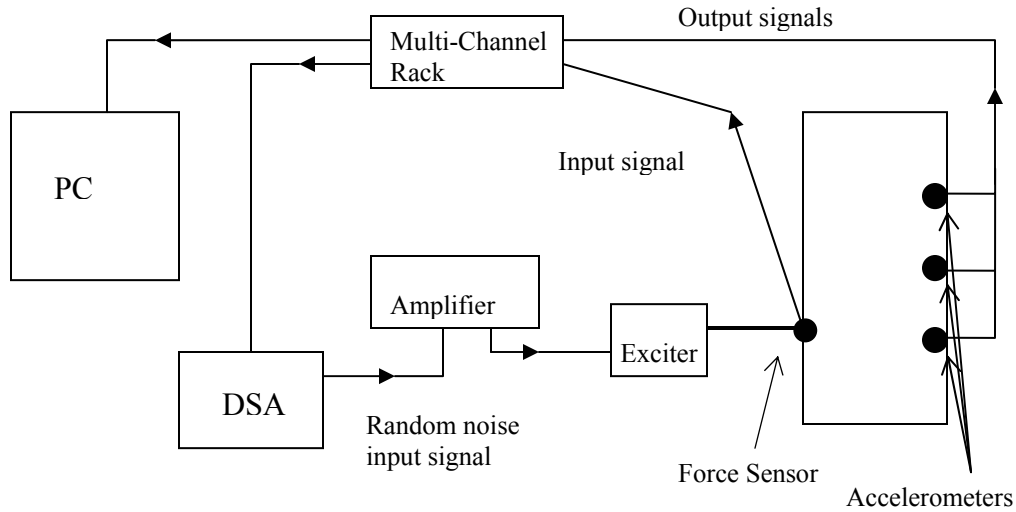 Output signals
Multi-Channel
Rack
Input signal
PC
Amplifier
Exciter
DSA
Random noise
input signal
Force Sensor
Accelerometers